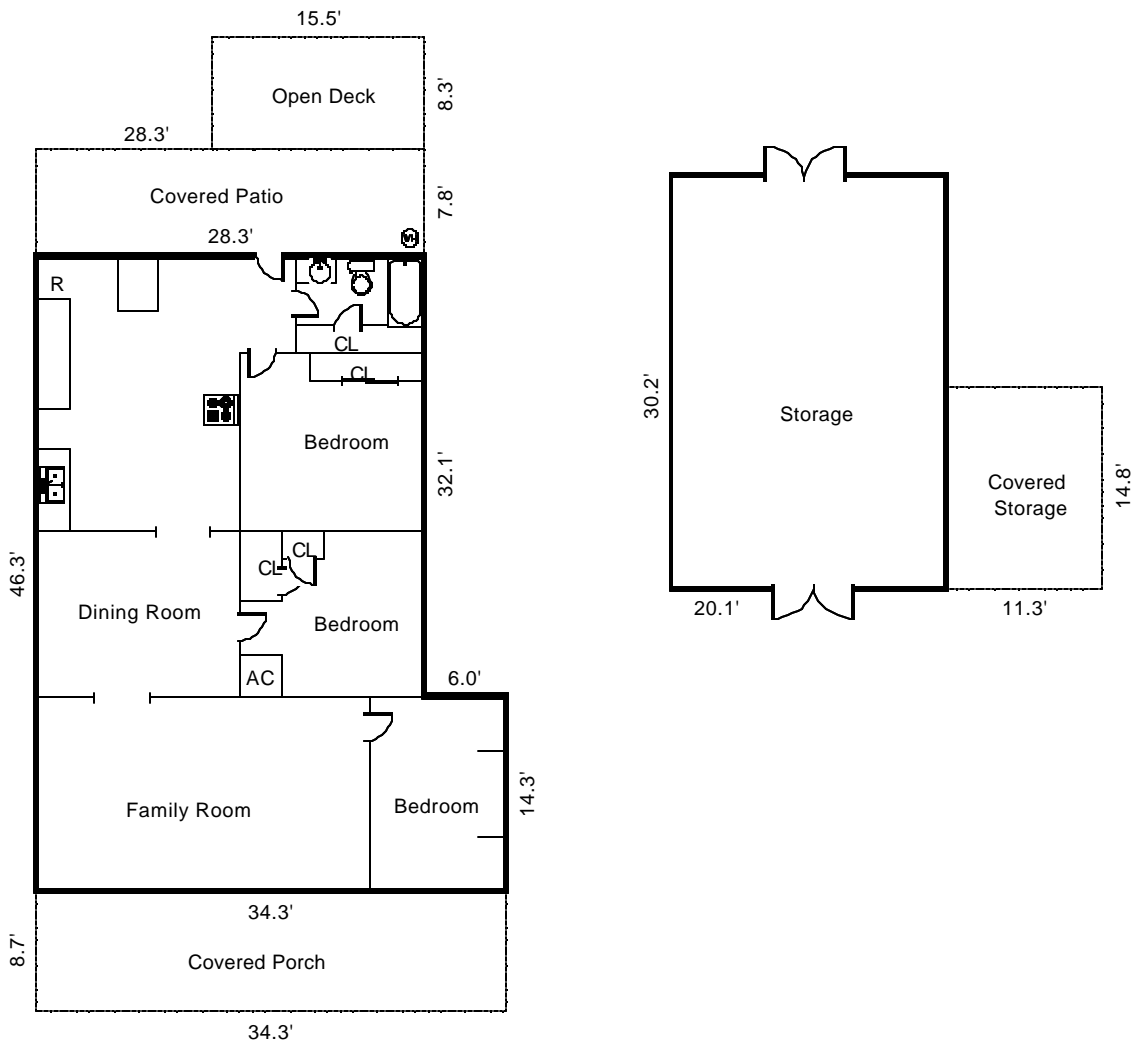 15.5'
Open Deck
8.3'
28.3'
Covered Patio
7.8'
28.3'
R
CL
CL
Bedroom
32.1'
CL
CL
46.3'
Dining Room
Bedroom
AC
6.0'
Family Room
Bedroom
14.3'
34.3'
8.7'
Covered Porch
34.3'
30.2'
Storage
Covered
Storage
14.8'
20.1'
11.3'